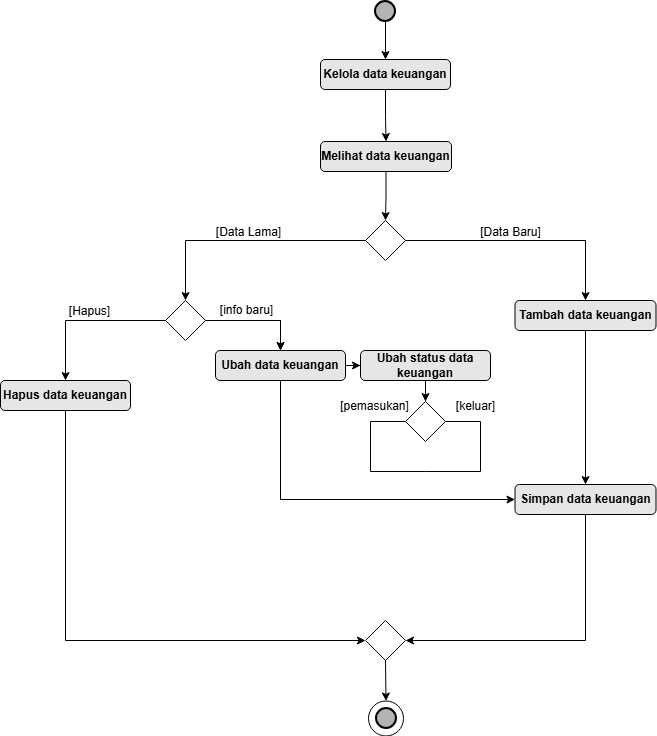 Kelola data keuangan
Melihat data keuangan
[Data Lama]
[Data Baru]
[Hapus]
[info baru]
Tambah data keuangan
Ubah data keuangan
Ubah status data
keuangan
Hapus data keuangan
[pemasukan]
[keluar]
Simpan data keuangan